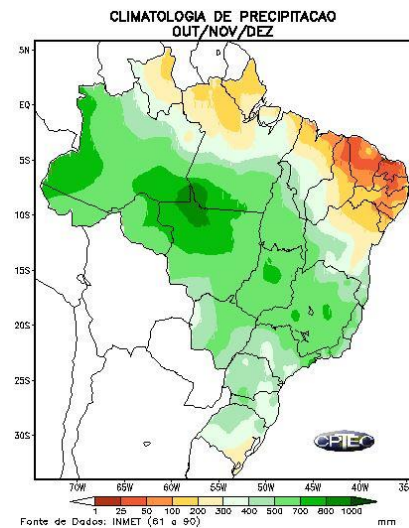 CLIMATOLOGIA DE PRECIPITACAO
OUT/NOV/DEZ
5N
E0
5S
10S
15S
20S
25S
30S
CPTEC
70W 65W 60W 55W 50W 45W 40W 35W
1 25 50 100 200 300 400 500 700 800 1000
Fonte de Dados: INMET (61 a 90) mm